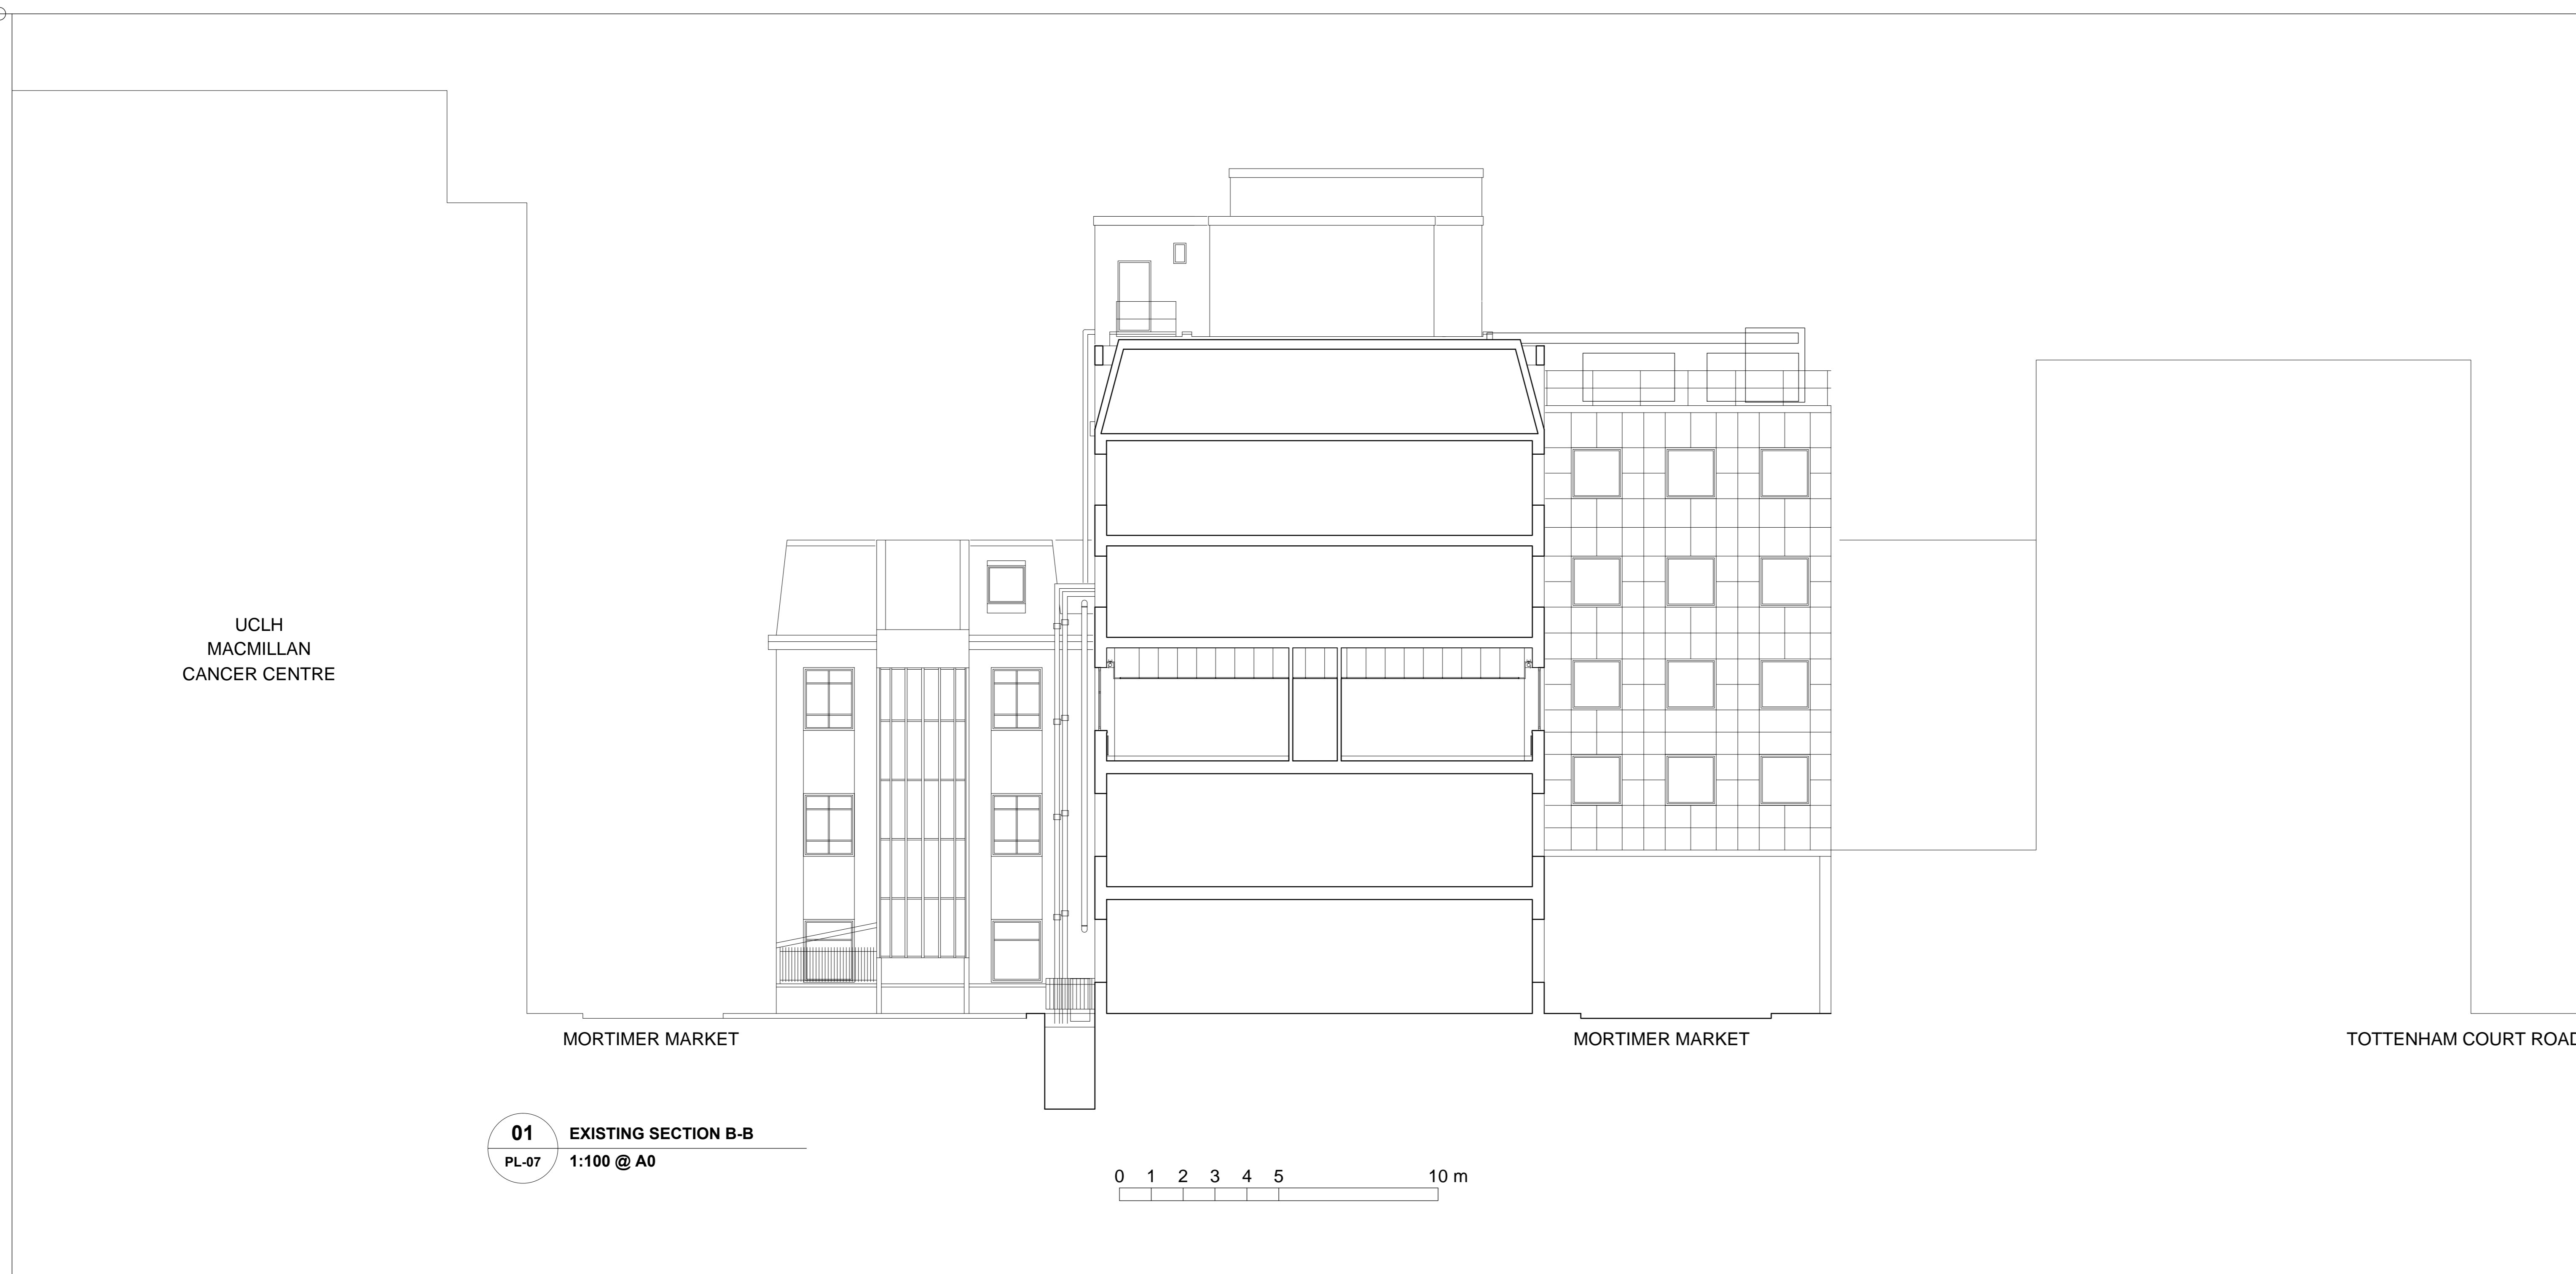 UCLH
MACMILLAN
CANCER CENTRE
MORTIMER MARKET
MORTIMER MARKET
TOTTENHAM COURT ROAD
01
EXISTING SECTION B-B
PL-07
1:100 @ A0
0 1 2 3 4 5 10 m